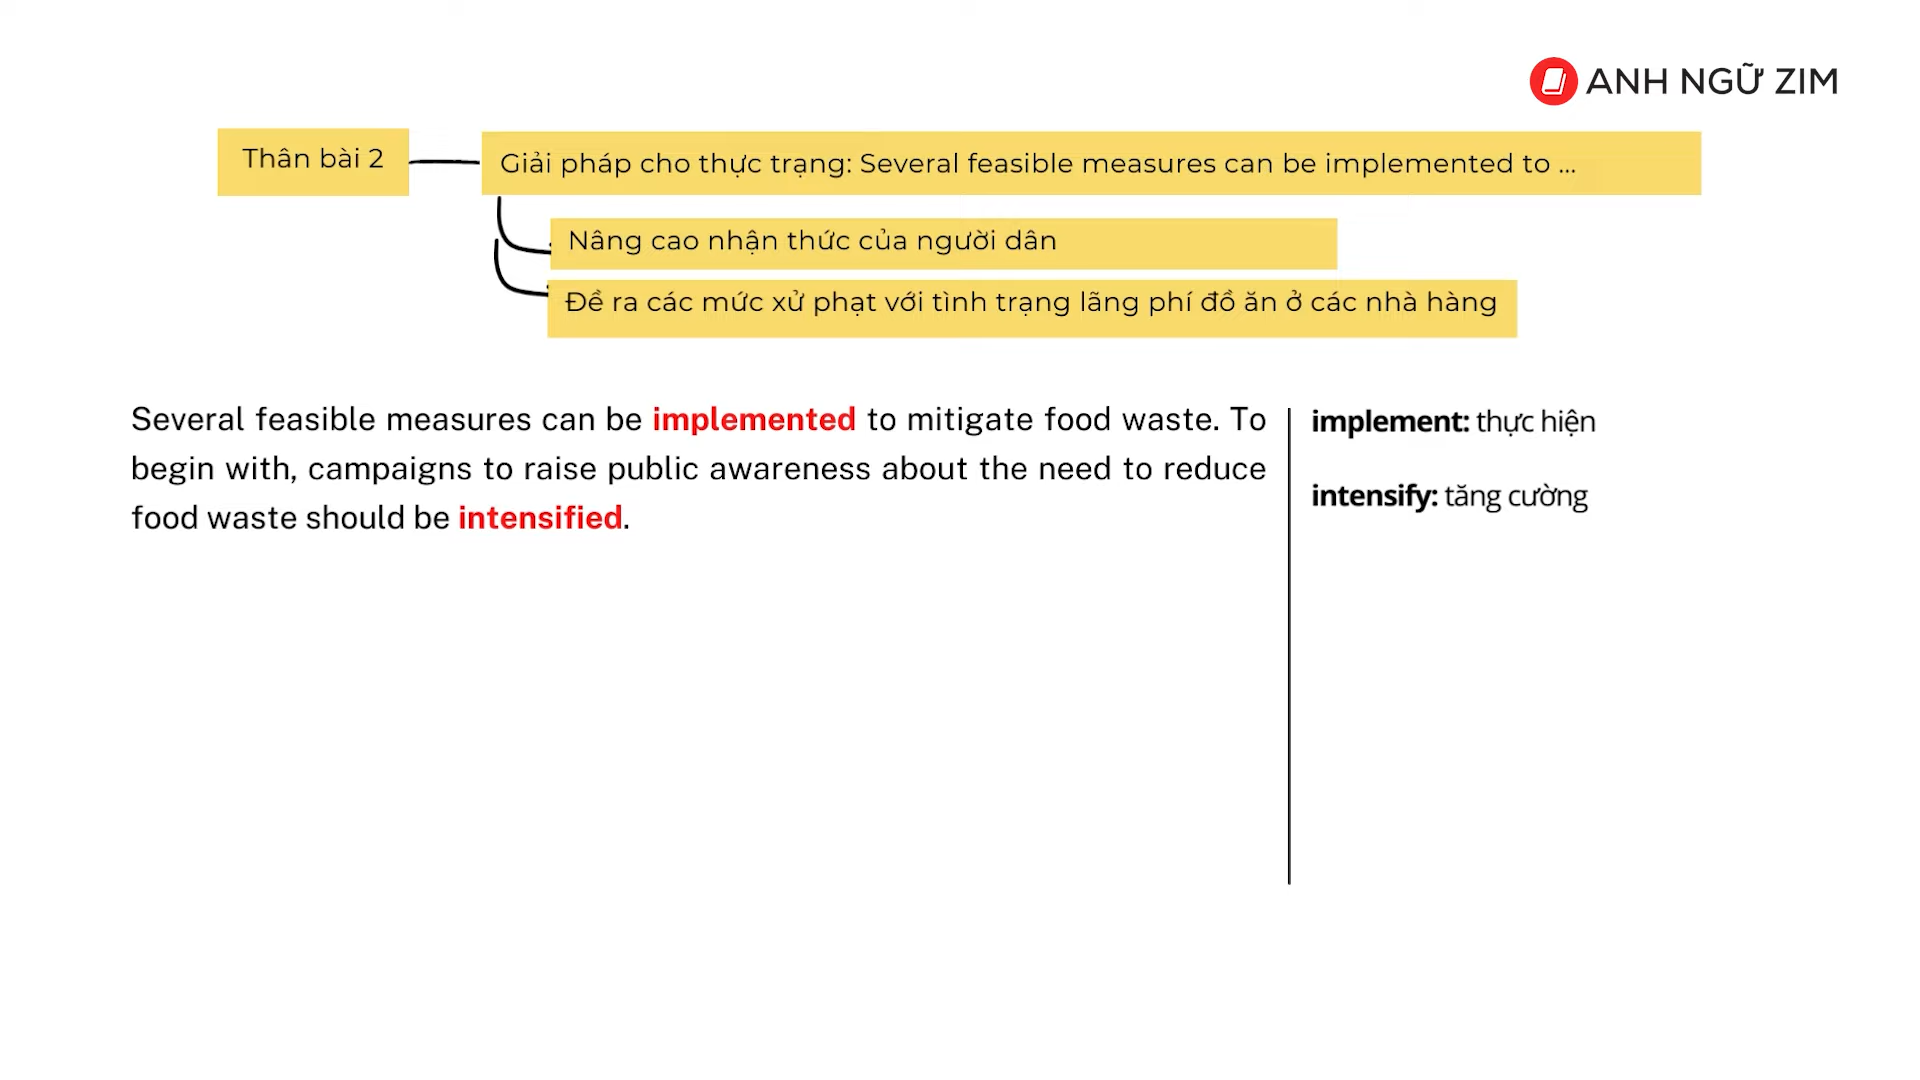 ANH NGỮ ZIM
Thân bài 2
Giải pháp cho thực trạng: Several feasible measures can be implemented to ...
Nâng cao nhận thức của người dân
Đề ra các mức xử phạt với tình trạng lãng phí đồ ăn ở các nhà hàng
Several feasible measures can be implemented to mitigate food waste. To
begin with, campaigns to raise public awareness about the need to reduce
food waste should be intensified.
implement: thực hiện
intensify: tăng cường